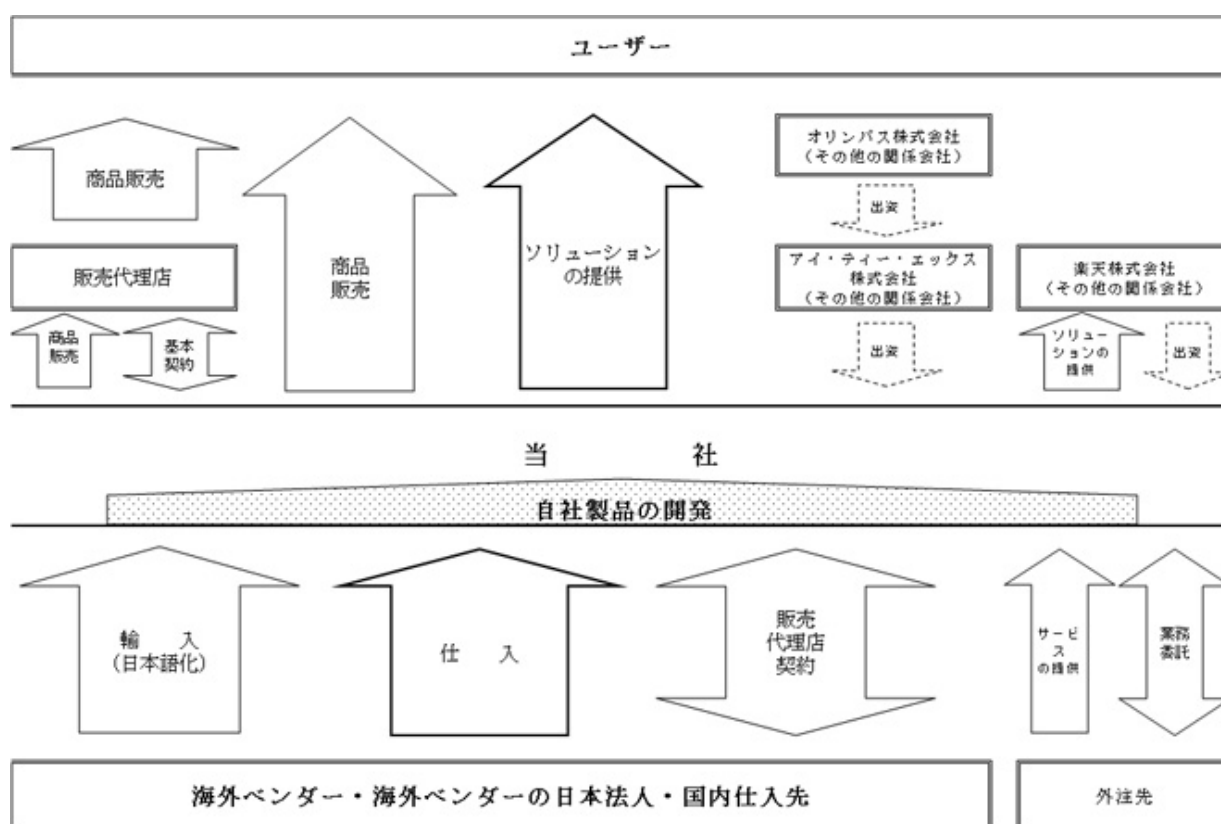 ユーザー
商品販売
販売代理店
商品
販売
基本
契約
商品
販売
ソリューション
の提供
オリンパス株式会社
(その他の関係会社)
出資
アイ・ティー・エックス
株式会社
(その他の関係会社)
出資
楽天株式会社
(その他の関係会社)
ソリュー
ションの
提供
出資
当 社
自社製品の開発
輸 入
(日本語化)
仕 入
販売
代理店
契約
サービ
ス
の提供
業務
委託
海外ベンダー・海外ベンダーの日本法人・国内仕入先
外注先